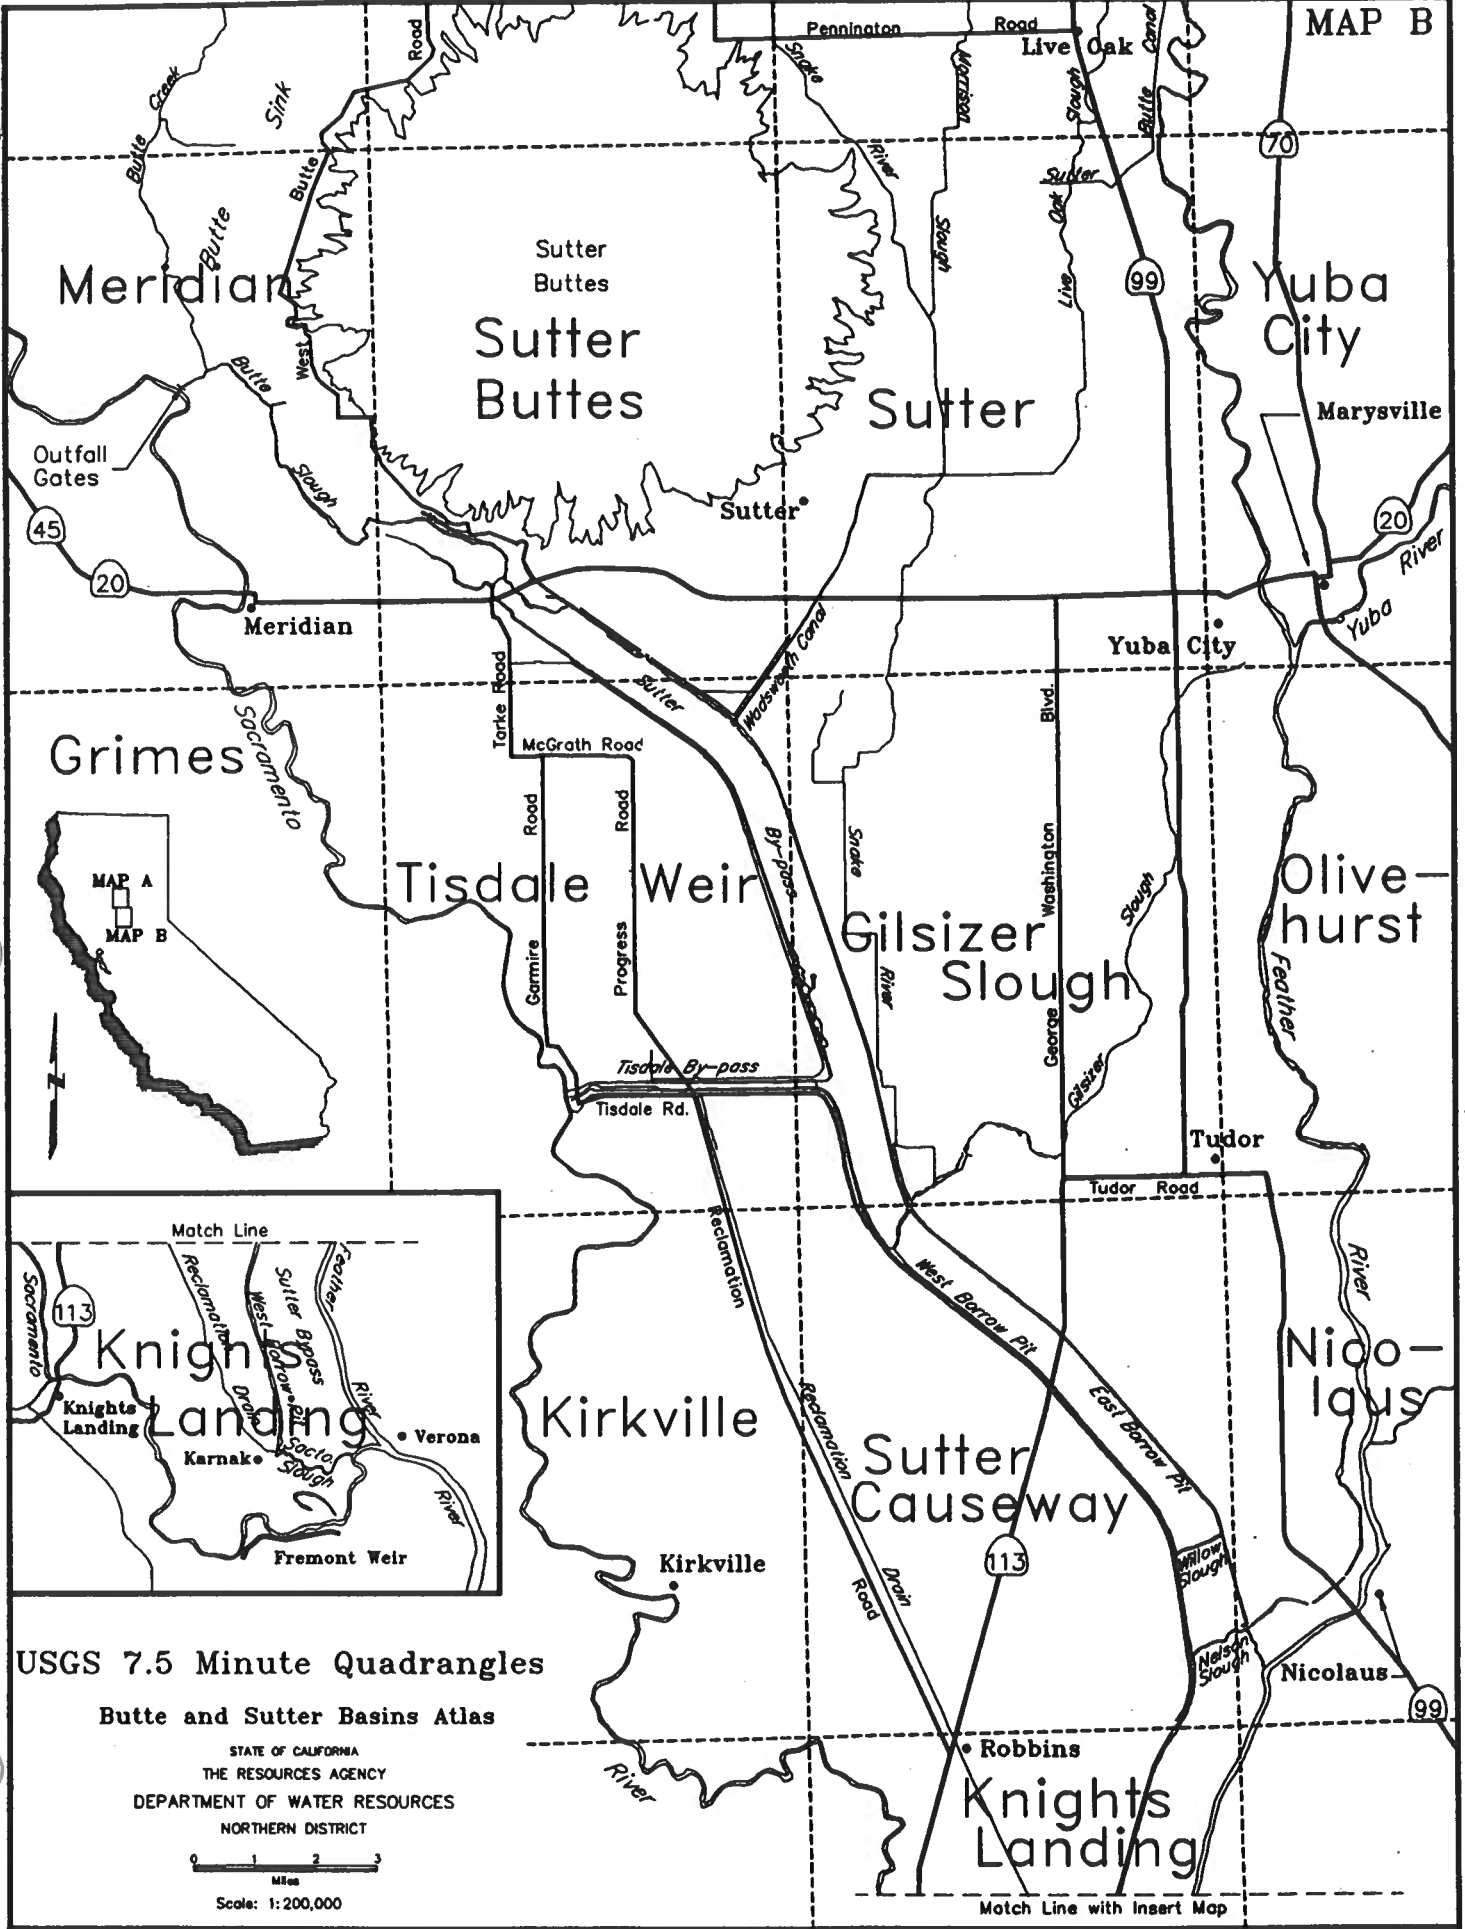 MAP B
Pennington Road
Live Oak
Road
Snake
Morrison
Slough
Butte Canal
Creek
Sink
Butte
Butte
River
70
Sutter
Oak
Butte
Slough
Sutter
Buttes
99
Meridian
Live
Yuba
City
Sutter
Buttes
West
Butte
Sutter
Marysville
Outfall
Gates
Slough
Sutter
45
20
20
River
Meridian
Yuba City
Yuba
Wadsworth Canal
Tarke Road
Sutter
Blvd.
McGrath Road
Grimes
Sacramento
Road
Road
By-pass
Snake
Washington
Slough
MAP A
MAP B
Tisdale Weir
Olive-
hurst
Gilsizer
Slough
Garmire
Progress
River
George
Feather
Z
Tisdale By-pass
Tisdale Rd.
Gilsizer
Tudor
Tudor Road
Reclamation
West Borrow Pit
River
Match Line
Sacramento
113
Reclamation
Drain
West Borrow Pit
Sutter Bypass
Feather
River
Knights
Landing
Knights
Landing
Karnak
Verona
Sacto.
Slough
River
Fremont Weir
Nico-
laus
Kirkville
Reclamation
East Borrow Pit
Sutter
Causeway
113
Kirkville
Drain
Road
Willow
Slough
Nelson
Slough
Nicolaus
99
USGS 7.5 Minute Quadrangles
Butte and Sutter Basins Atlas
STATE OF CALIFORNIA
THE RESOURCES AGENCY
DEPARTMENT OF WATER RESOURCES
NORTHERN DISTRICT
0 1 2 3
Miles
Scale: 1:200,000
River
Robbins
Knights
Landing
Match Line with Insert Map